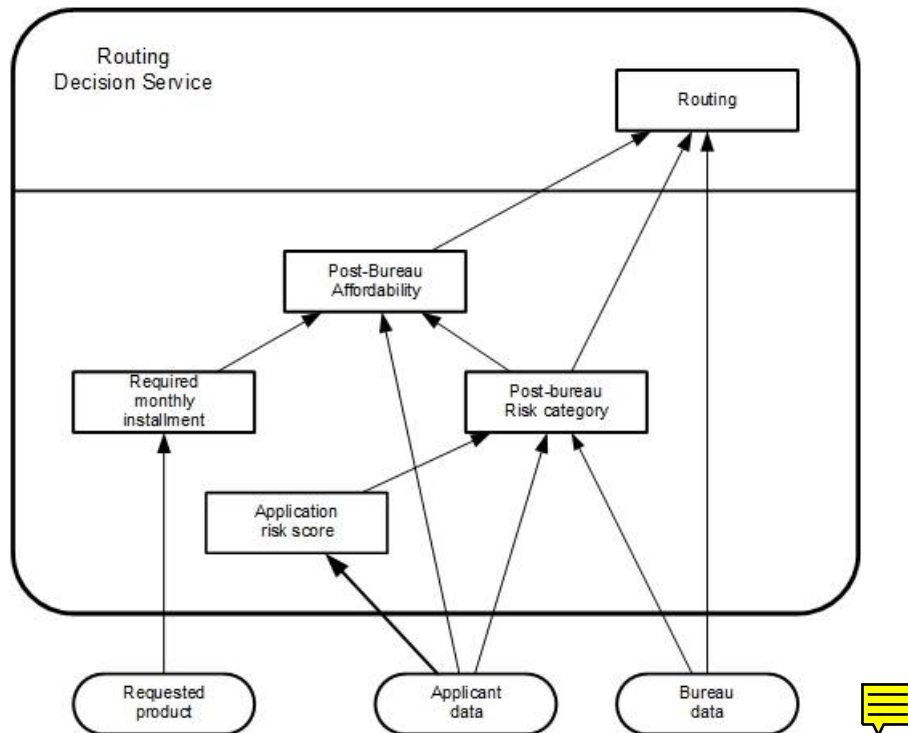 Routing
Decision Service
Routing
Post-Bureau
Affordability
Required
monthly
installment
Post-bureau
Risk category
Application
risk score
Requested
product
Applicant
data
Bureau
data